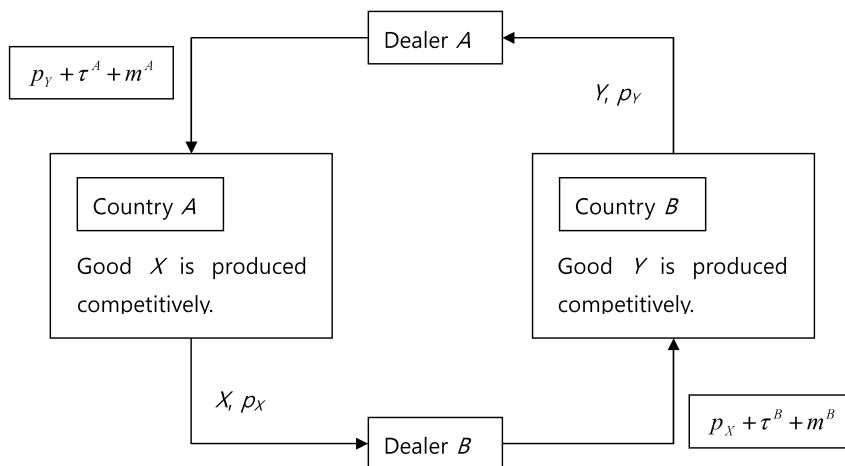 Dealer A
p_Y + τ^A + m^A
Y, p_Y
Country A
Good X is produced
competitively.
Country B
Good Y is produced
competitively.
X, p_X
p_X + τ^B + m^B
Dealer B